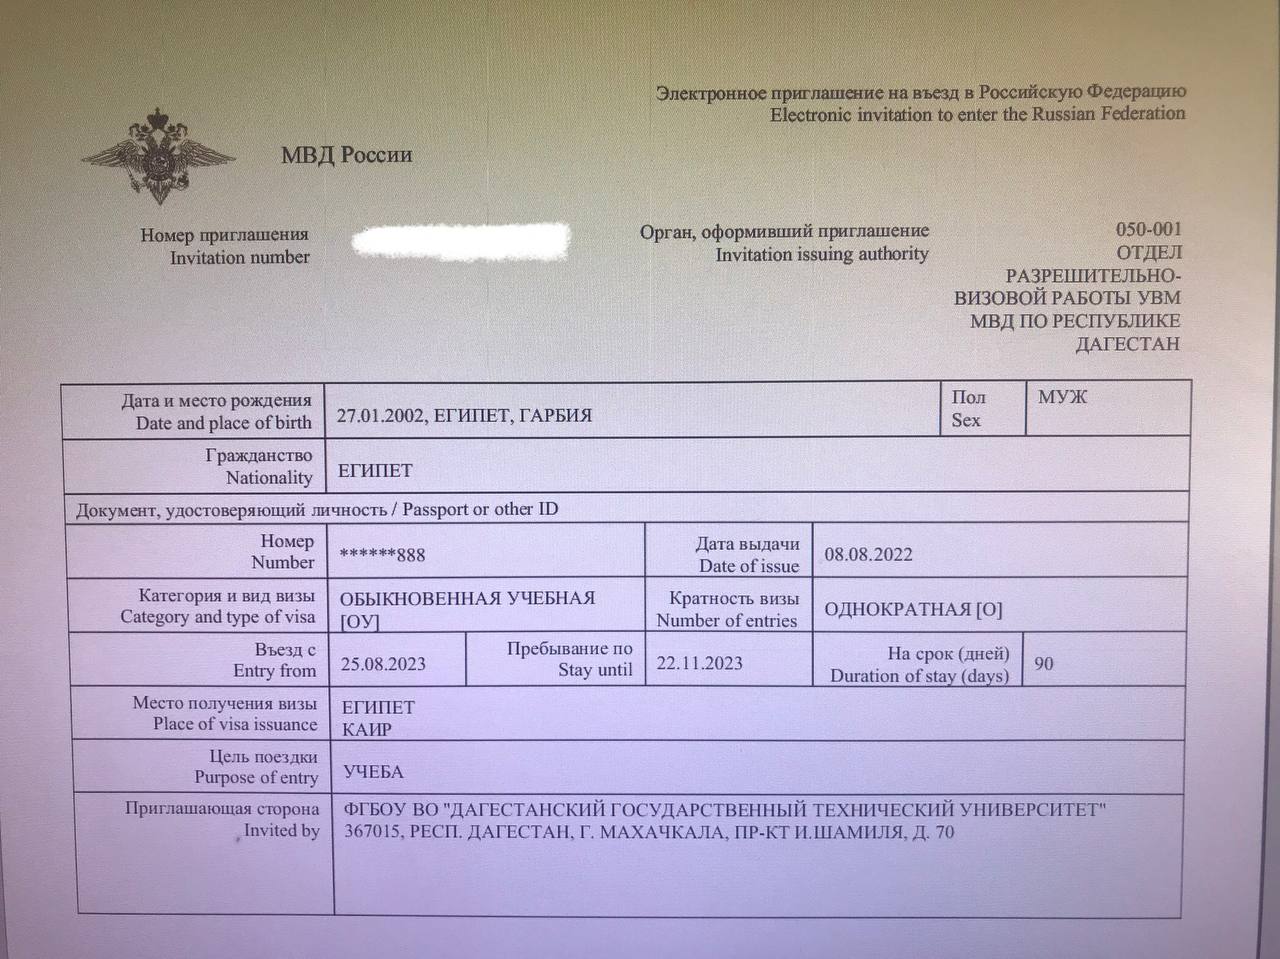 Электронное приглашение на въезд в Российскую Федерацию
Electronic invitation to enter the Russian Federation
МВД России
Номер приглашения
Invitation number
Орган, оформивший приглашение
Invitation issuing authority
050-001
ОТДЕЛ
РАЗРЕШИТЕЛЬНО-
ВИЗОВОЙ РАБОТЫ УВМ
МВД ПО РЕСПУБЛИКЕ
ДАГЕСТАН
Дата и место рождения
Date and place of birth
27.01.2002, ЕГИПЕТ, ГАРБИЯ
Пол
Sex
МУЖ
Гражданство
Nationality
ЕГИПЕТ
Документ, удостоверяющий личность / Passport or other ID
Номер
Number
******888
Дата выдачи
Date of issue
08.08.2022
Категория и вид визы
Category and type of visa
ОБЫКНОВЕННАЯ УЧЕБНАЯ
[ОУ]
Кратность визы
Number of entries
ОДНОКРАТНАЯ [О]
Въезд с
Entry from
25.08.2023
Пребывание по
Stay until
22.11.2023
На срок (дней)
Duration of stay (days)
90
Место получения визы
Place of visa issuance
ЕГИПЕТ
КАИР
Цель поездки
Purpose of entry
УЧЕБА
Приглашающая сторона
Invited by
ФГБОУ ВО "ДАГЕСТАНСКИЙ ГОСУДАРСТВЕННЫЙ ТЕХНИЧЕСКИЙ УНИВЕРСИТЕТ"
367015, РЕСП. ДАГЕСТАН, Г. МАХАЧКАЛА, ПР-КТ И.ШАМИЛЯ, Д. 70